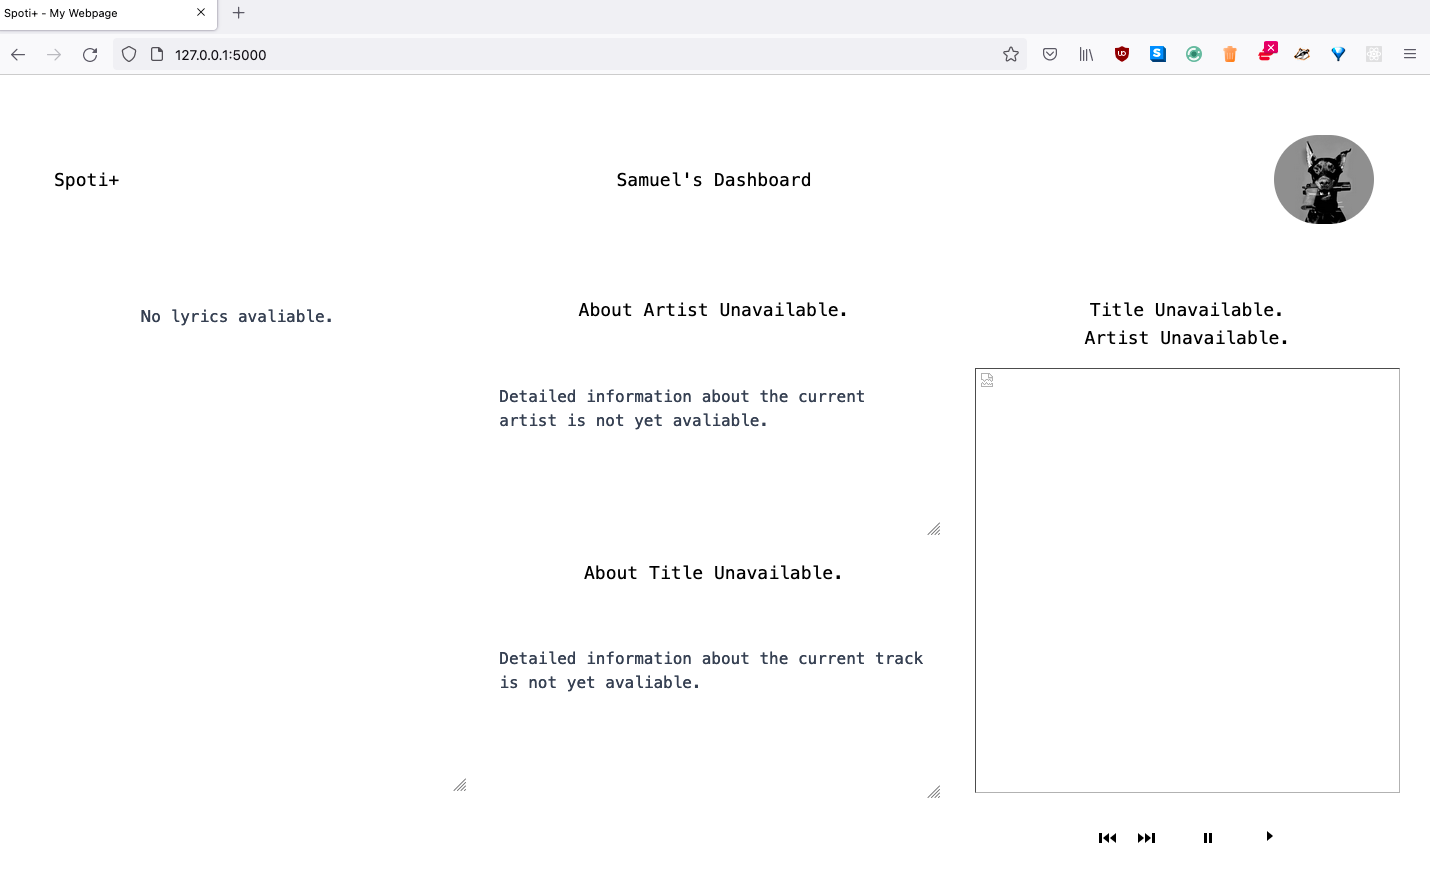 Spoti+ - My Webpage
127.0.0.1:5000
Spoti+
Samuel's Dashboard
No lyrics avaliable.
About Artist Unavailable.
Detailed information about the current
artist is not yet avaliable.
About Title Unavailable.
Detailed information about the current track
is not yet avaliable.
Title Unavailable.
Artist Unavailable.